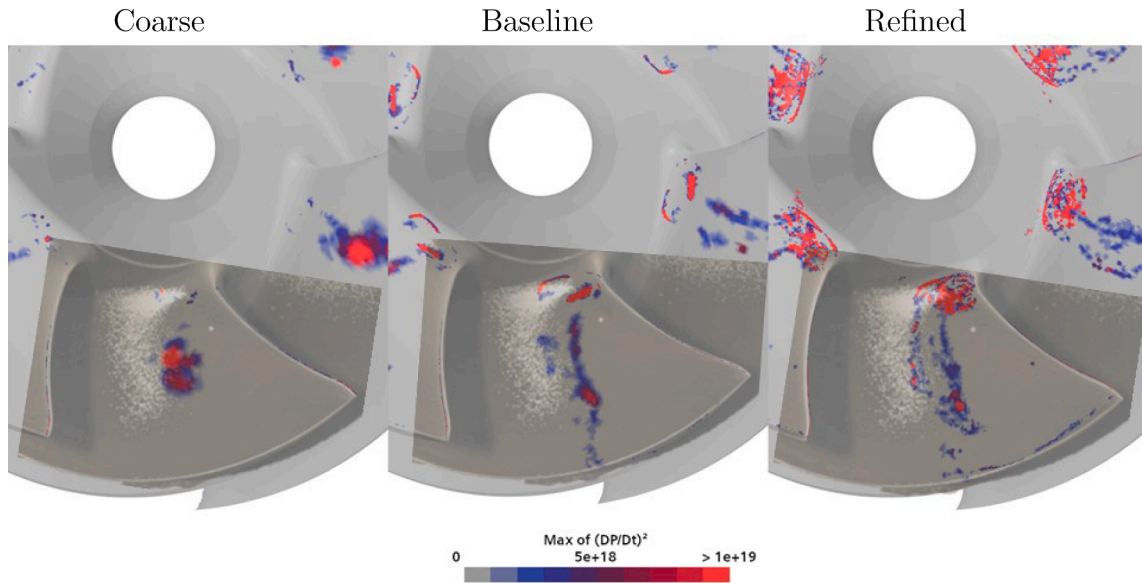 Coarse Baseline Refined
Max of (DP/Dt)²
0 5e+18 > 1e+19